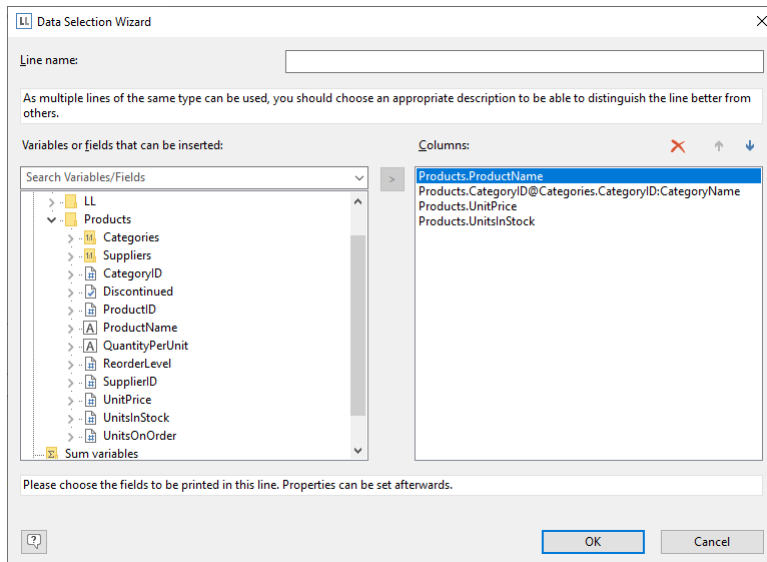 LL Data Selection Wizard
Line name:
As multiple lines of the same type can be used, you should choose an appropriate description to be able to distinguish the line better from
others.
Variables or fields that can be inserted:
Columns:
Search Variables/Fields
>
LL
Products
1:1 Categories
1:1 Suppliers
# CategoryID
Discontinued
# ProductID
A ProductName
A QuantityPerUnit
# ReorderLevel
# SupplierID
# UnitPrice
# UnitsInStock
# UnitsOnOrder
Σ Sum variables
Products.ProductName
Products.CategoryID@Categories.CategoryID:CategoryName
Products.UnitPrice
Products.UnitsInStock
Please choose the fields to be printed in this line. Properties can be set afterwards.
?
OK
Cancel